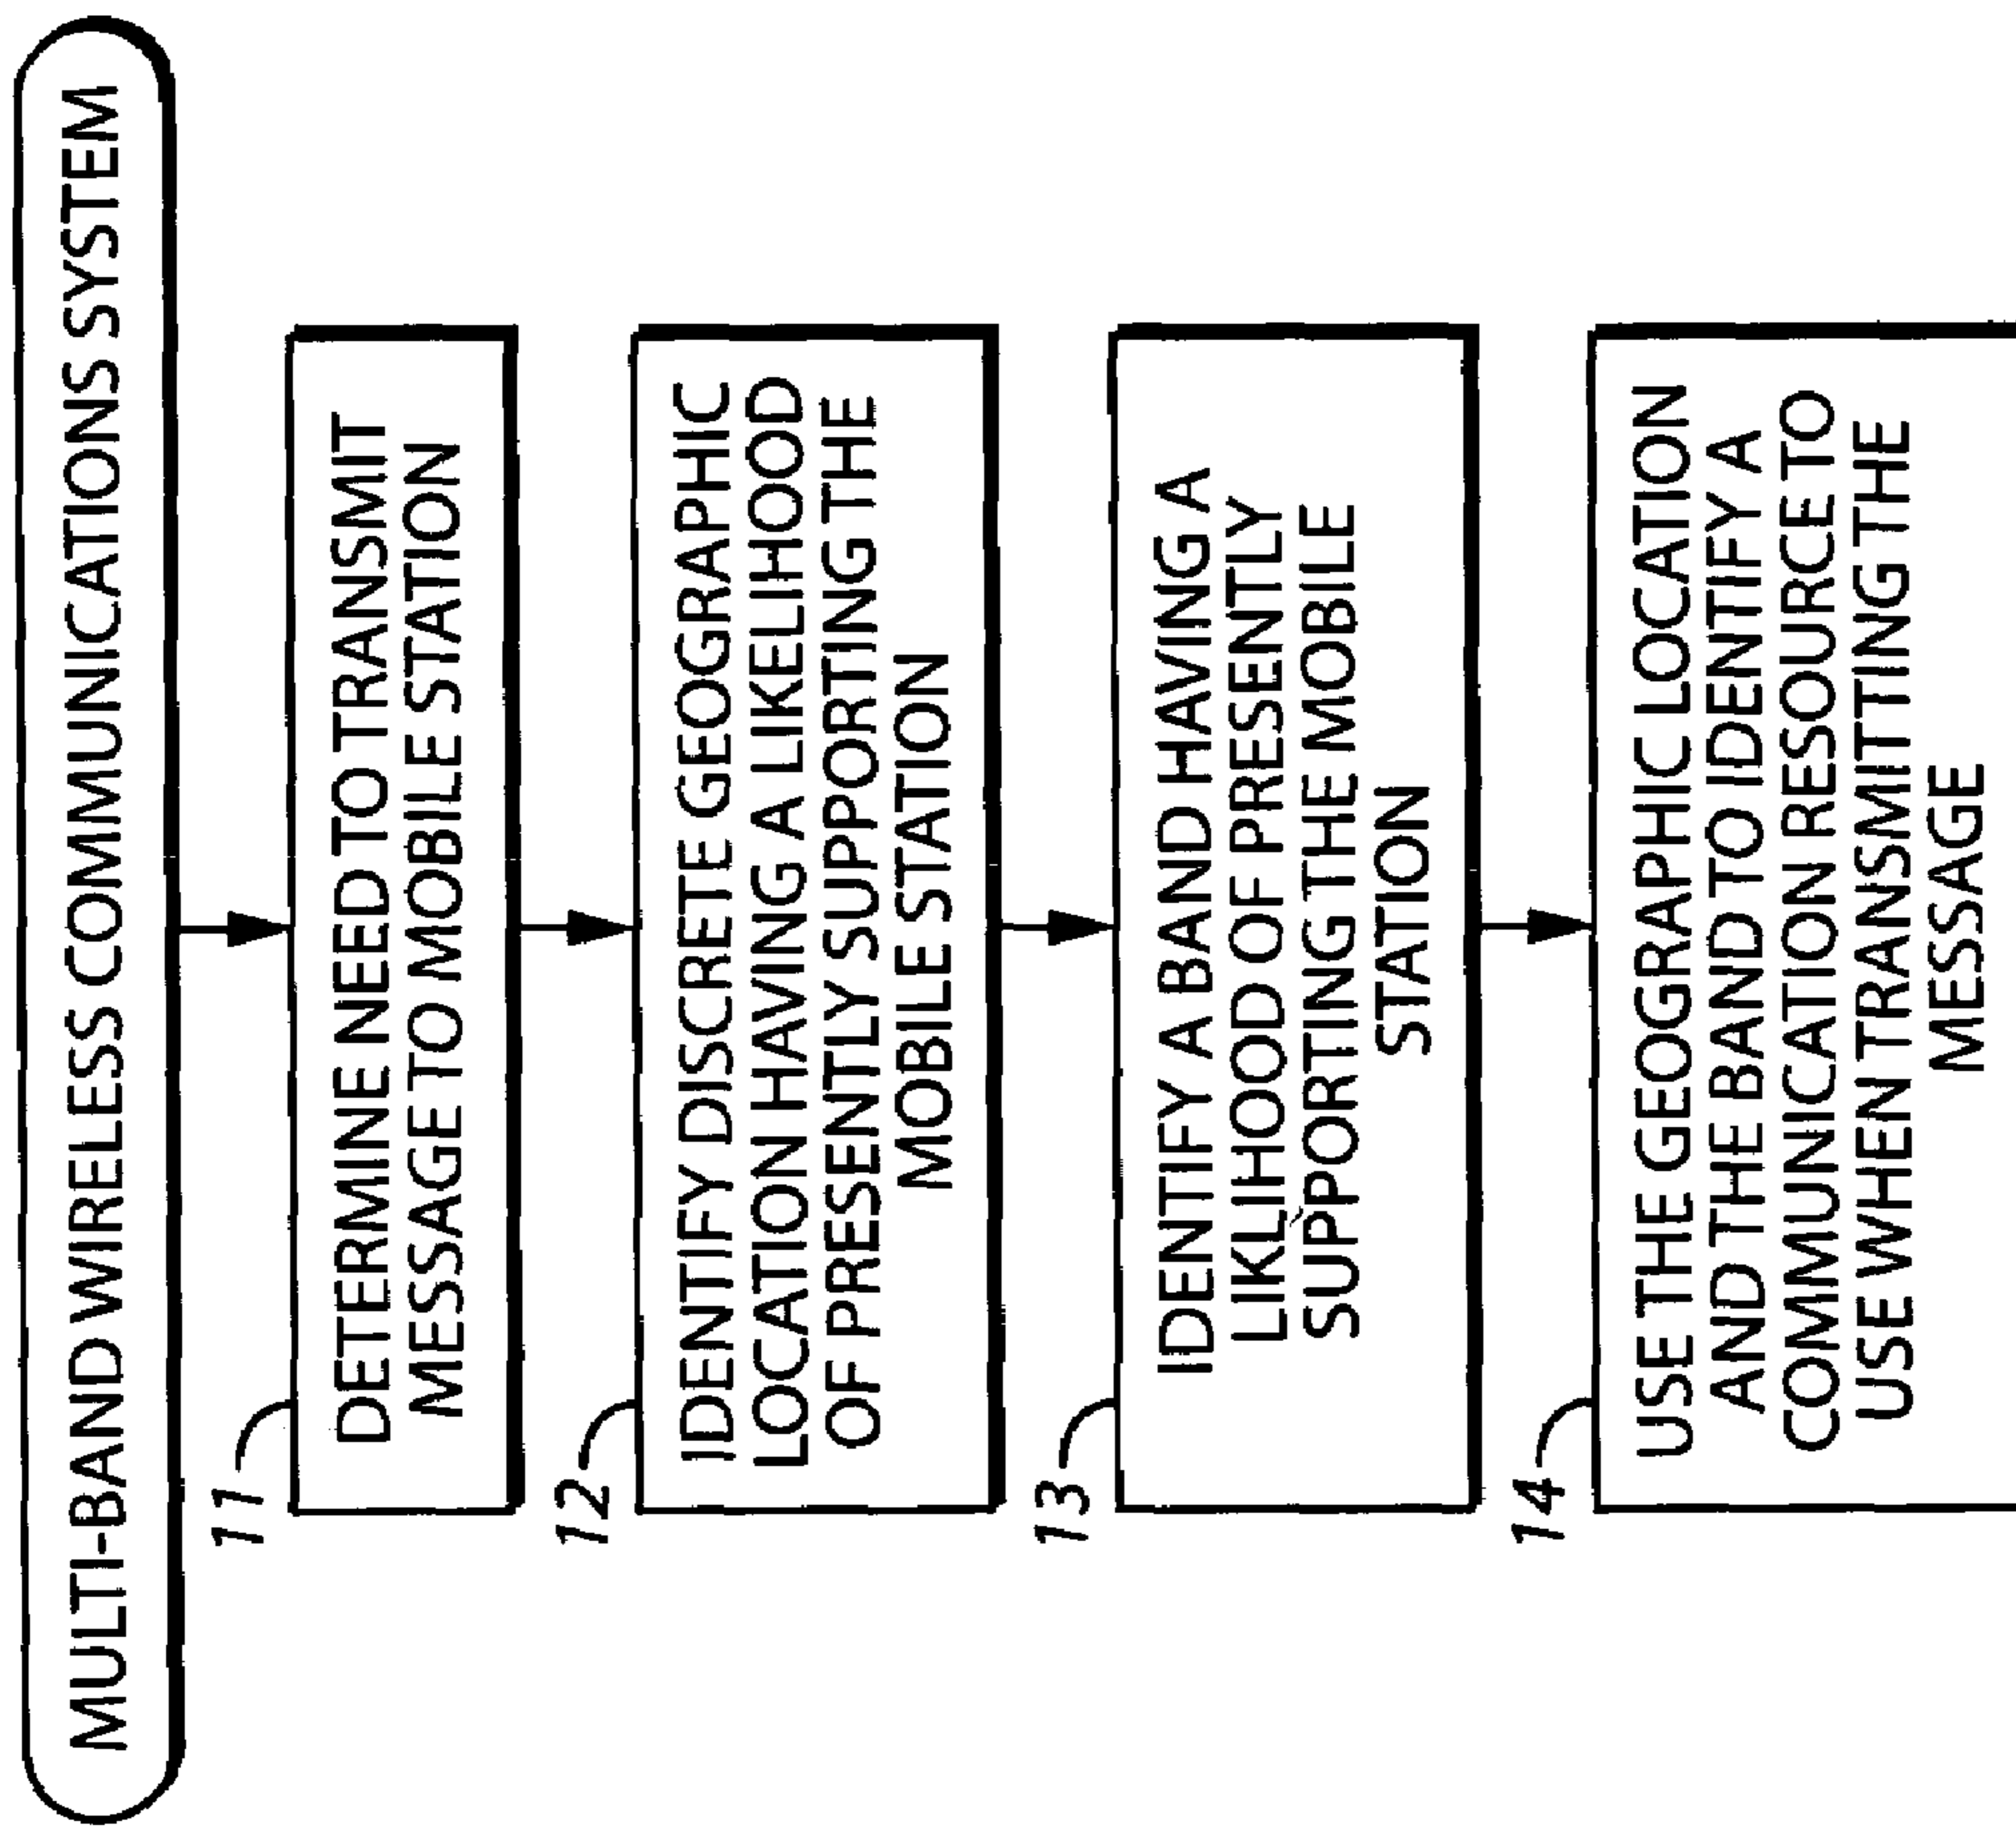 MULTI-BAND WIRELESS COMMUNICATIONS SYSTEM
11
DETERMINE NEED TO TRANSMIT
MESSAGE TO MOBILE STATION
12
IDENTIFY DISCRETE GEOGRAPHIC
LOCATION HAVING A LIKELIHOOD
OF PRESENTLY SUPPORTING THE
MOBILE STATION
13
IDENTIFY A BAND HAVING A
LIKLIHOOD OF PRESENTLY
SUPPORTING THE MOBILE
STATION
14
USE THE GEOGRAPHIC LOCATION
AND THE BAND TO IDENTIFY A
COMMUNICATION RESOURCE TO
USE WHEN TRANSMITTING THE
MESSAGE